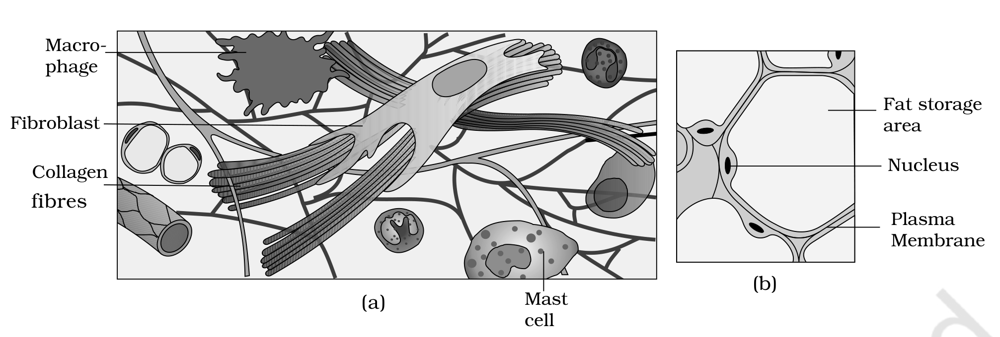 Macro-
phage
Fibroblast
Collagen
fibres
Mast
cell
(a)
Fat storage
area
Nucleus
Plasma
Membrane
(b)